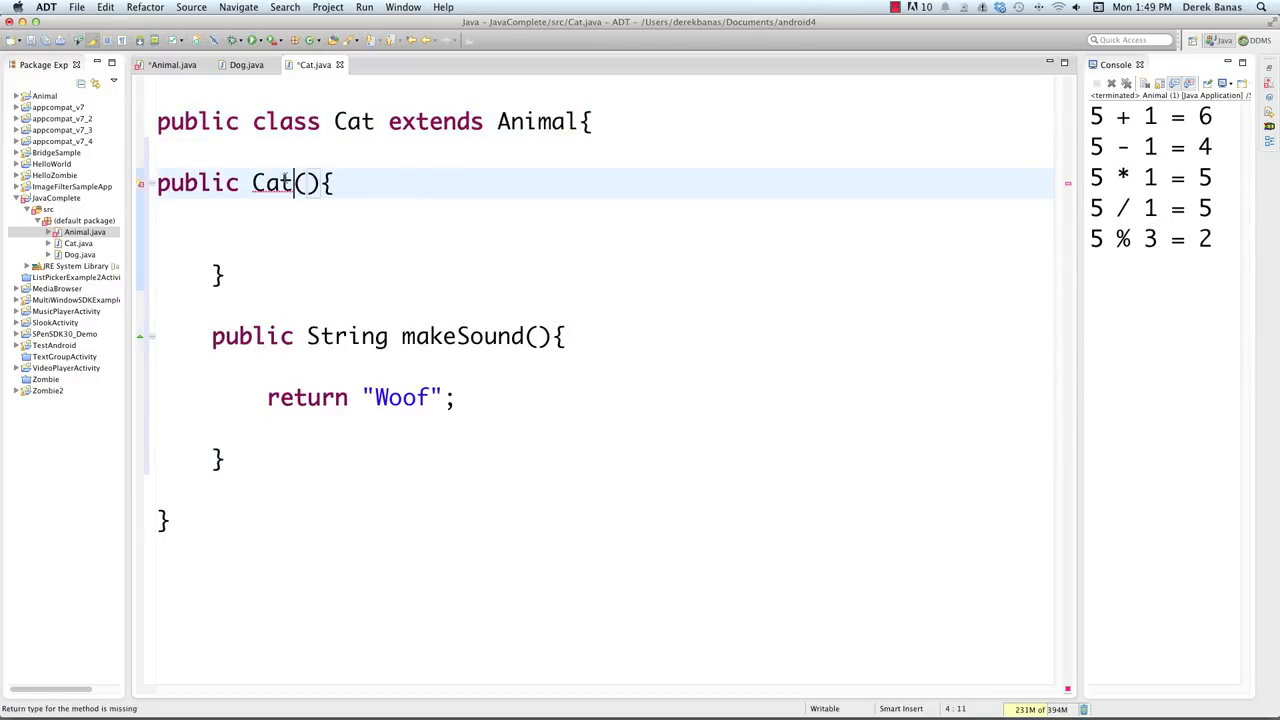 ADT File Edit Refactor Source Navigate Search Project Run Window Help 10 Mon 1:49 PM Derek Banas
Java - JavaComplete/src/Cat.java - ADT - /Users/derekbanas/Documents/android4
Quick Access Java DDMS
Package Exp
*Animal.java Dog.java *Cat.java
Console
Animal
appcompat_v7
appcompat_v7_2
appcompat_v7_3
appcompat_v7_4
BridgeSample
HelloWorld
HelloZombie
ImageFilterSampleApp
JavaComplete
src
(default package)
Animal.java
Cat.java
Dog.java
JRE System Library [Ja
ListPickerExample2Activi
MediaBrowser
MultiWindowSDKExample
MusicPlayerActivity
SlookActivity
SPenSDK30_Demo
TestAndroid
TextGroupActivity
VideoPlayerActivity
Zombie
Zombie2
public class Cat extends Animal{
public Cat(){
}
public String makeSound(){
return "Woof";
}
}
<terminated> Animal (1) [Java Application] /S
5 + 1 = 6
5 - 1 = 4
5 * 1 = 5
5 / 1 = 5
5 % 3 = 2
Return type for the method is missing Writable Smart Insert 4 : 11 231M of 394M